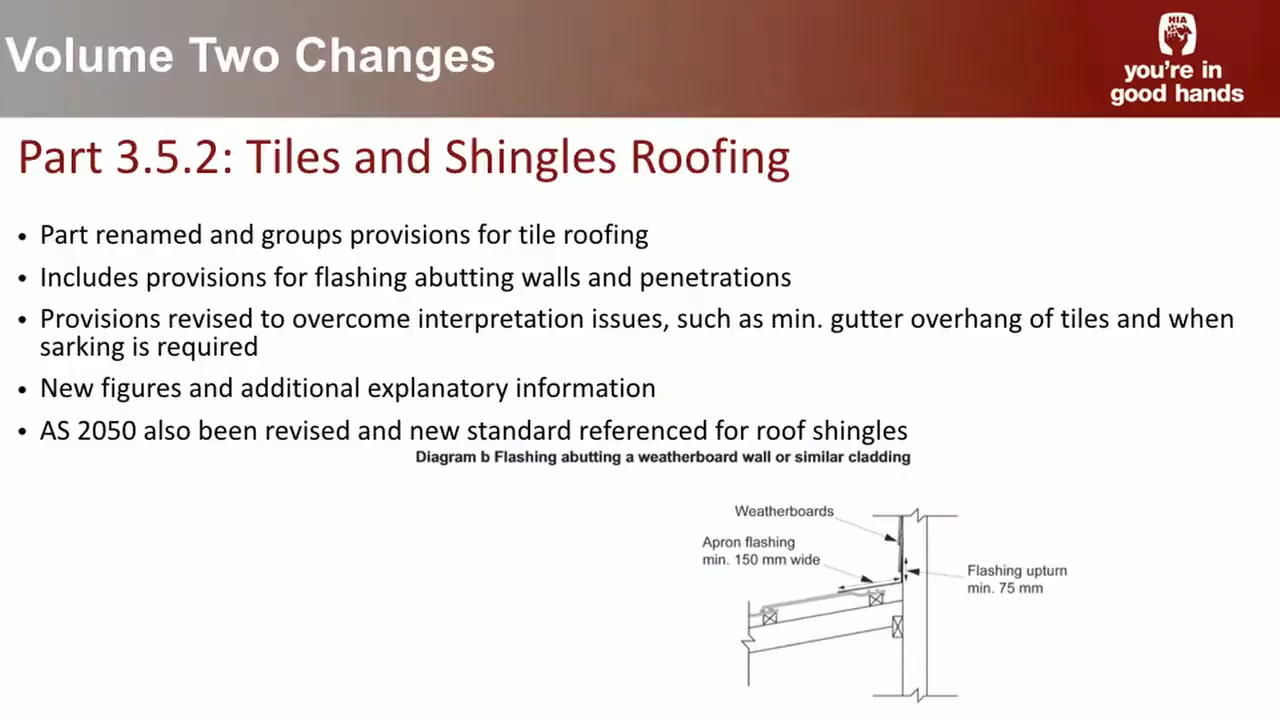 Volume Two Changes
HIA
you're in
good hands
Part 3.5.2: Tiles and Shingles Roofing
• Part renamed and groups provisions for tile roofing
• Includes provisions for flashing abutting walls and penetrations
• Provisions revised to overcome interpretation issues, such as min. gutter overhang of tiles and when
sarking is required
• New figures and additional explanatory information
• AS 2050 also been revised and new standard referenced for roof shingles
Diagram b Flashing abutting a weatherboard wall or similar cladding
Weatherboards
Apron flashing
min. 150 mm wide
Flashing upturn
min. 75 mm